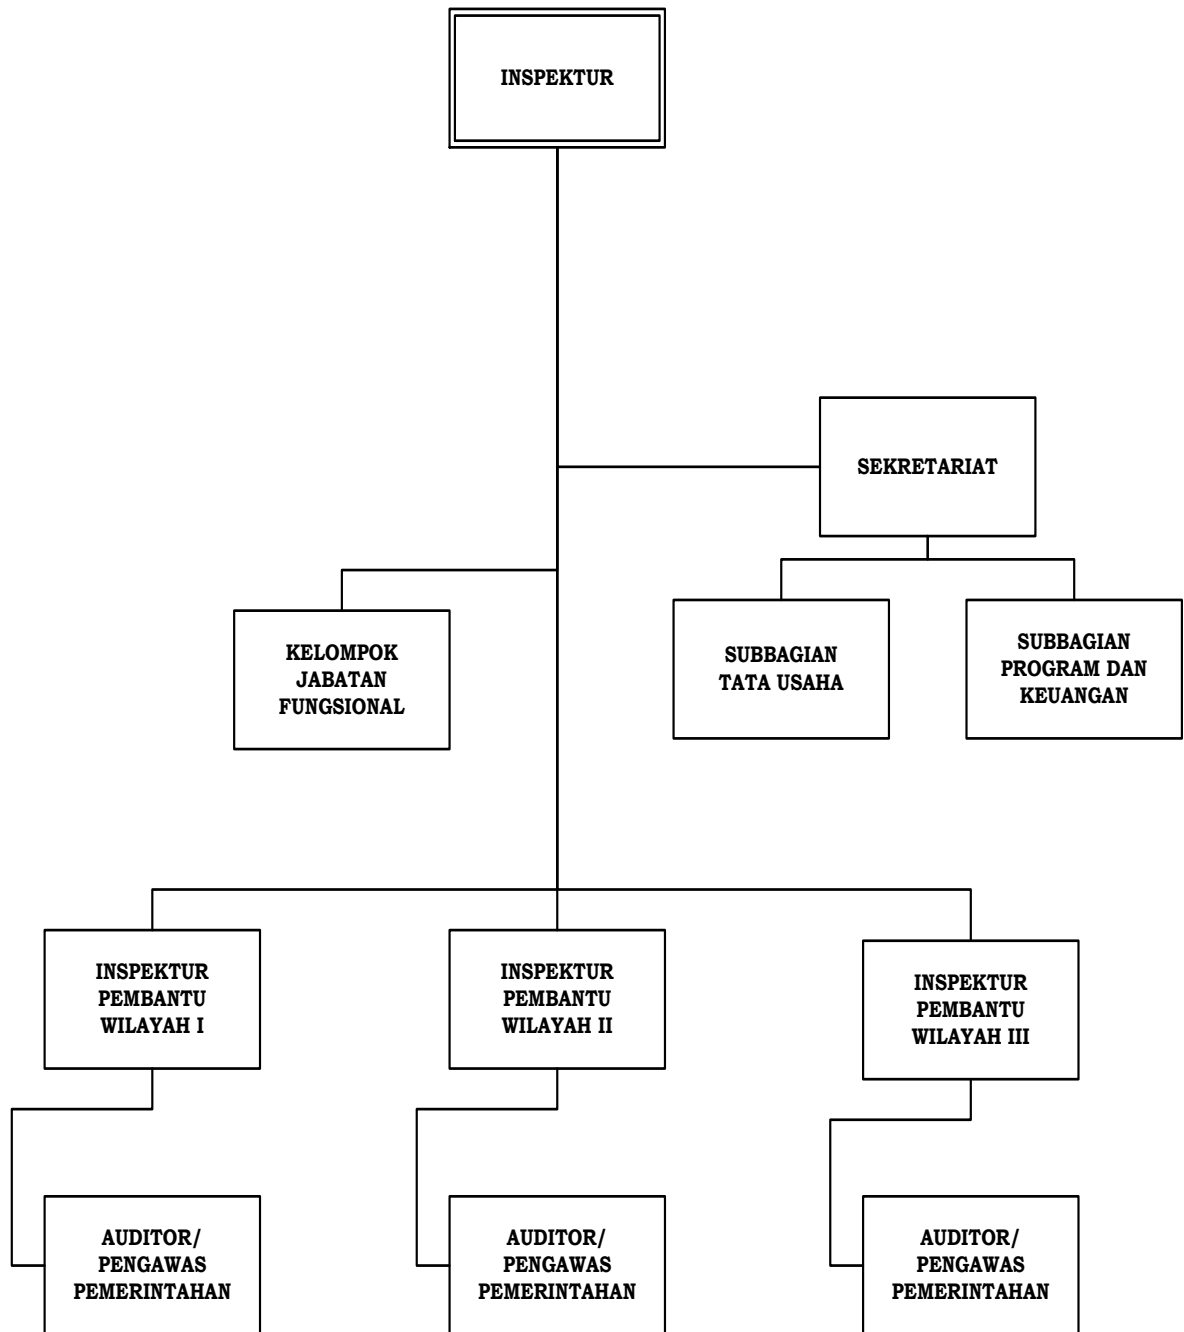 INSPEKTUR
SEKRETARIAT
KELOMPOK
JABATAN
FUNGSIONAL
SUBBAGIAN
TATA USAHA
SUBBAGIAN
PROGRAM DAN
KEUANGAN
INSPEKTUR
PEMBANTU
WILAYAH I
INSPEKTUR
PEMBANTU
WILAYAH II
INSPEKTUR
PEMBANTU
WILAYAH III
AUDITOR/
PENGAWAS
PEMERINTAHAN
AUDITOR/
PENGAWAS
PEMERINTAHAN
AUDITOR/
PENGAWAS
PEMERINTAHAN